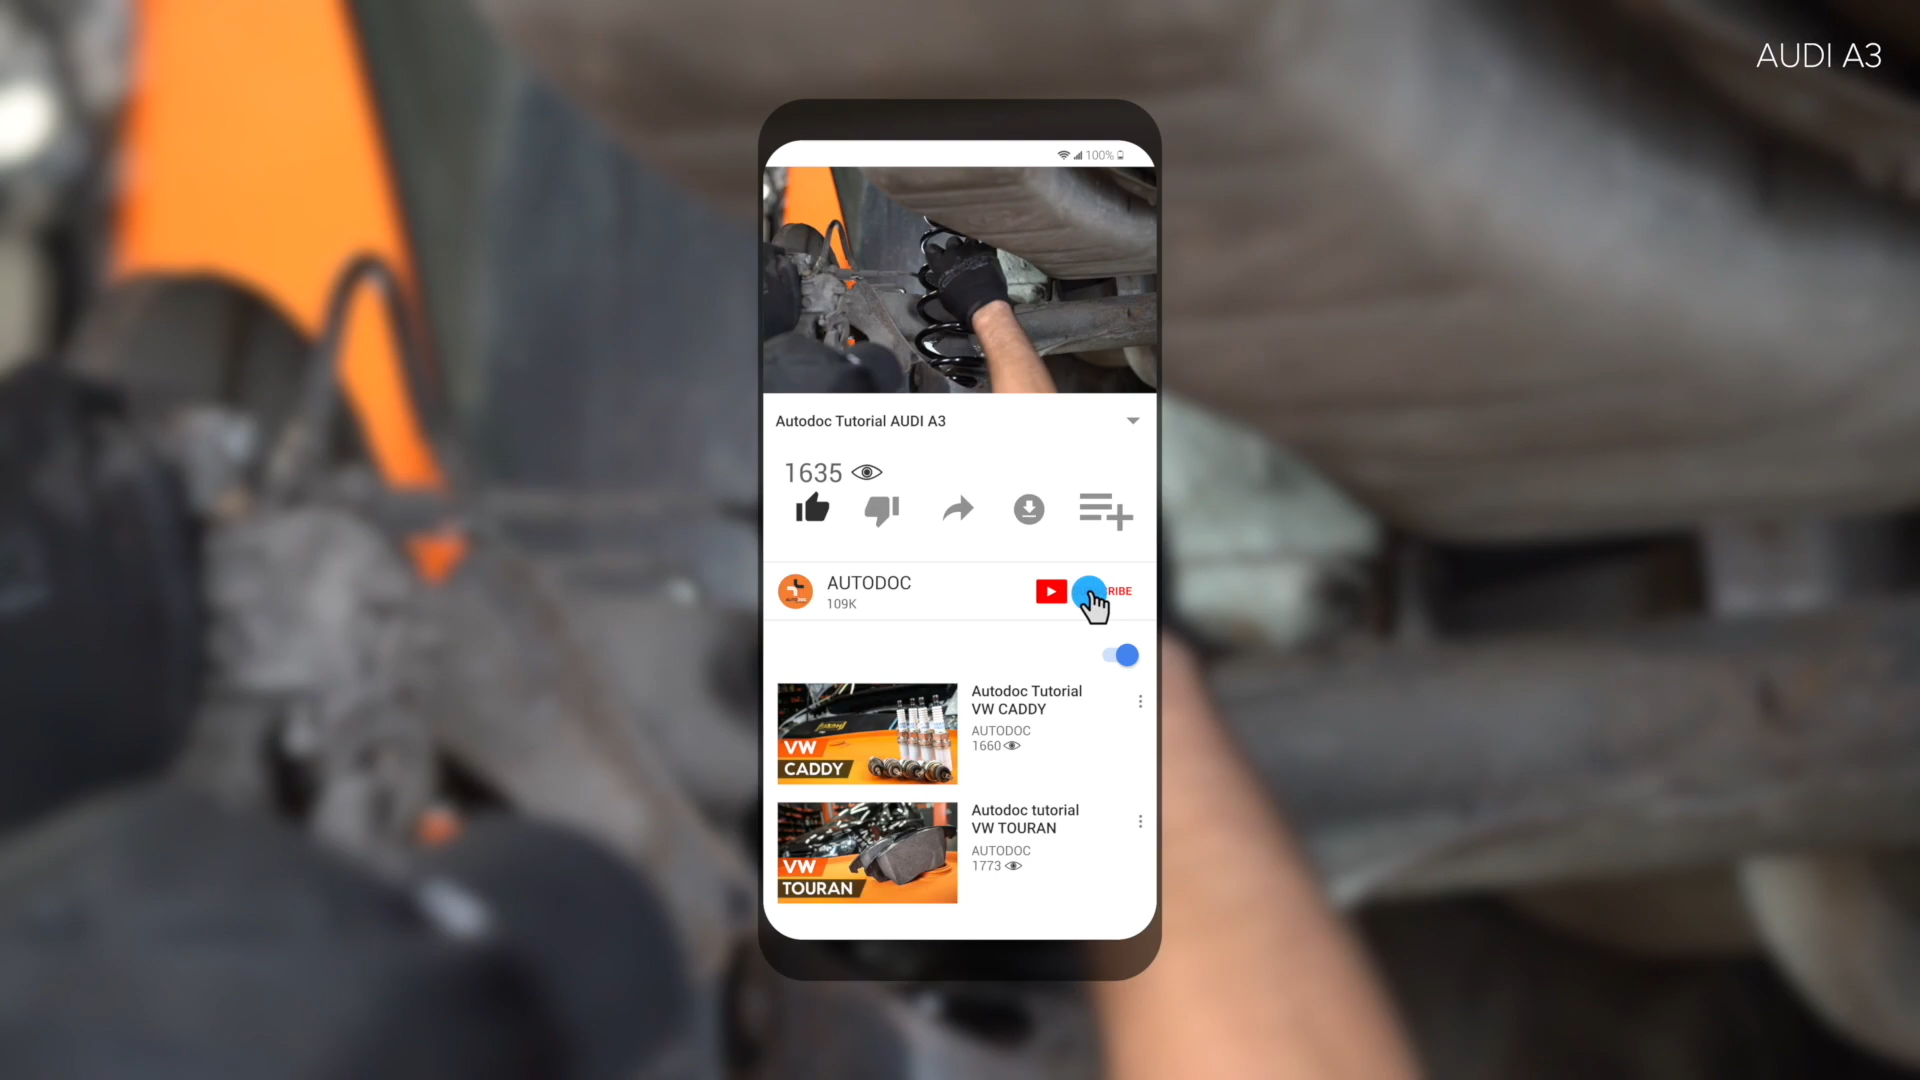 AUDI A3
100%
Autodoc Tutorial AUDI A3
1635
AUTODOC
109K
RIBE
Autodoc Tutorial
VW CADDY
AUTODOC
1660
VW
CADDY
Autodoc tutorial
VW TOURAN
AUTODOC
1773
VW
TOURAN